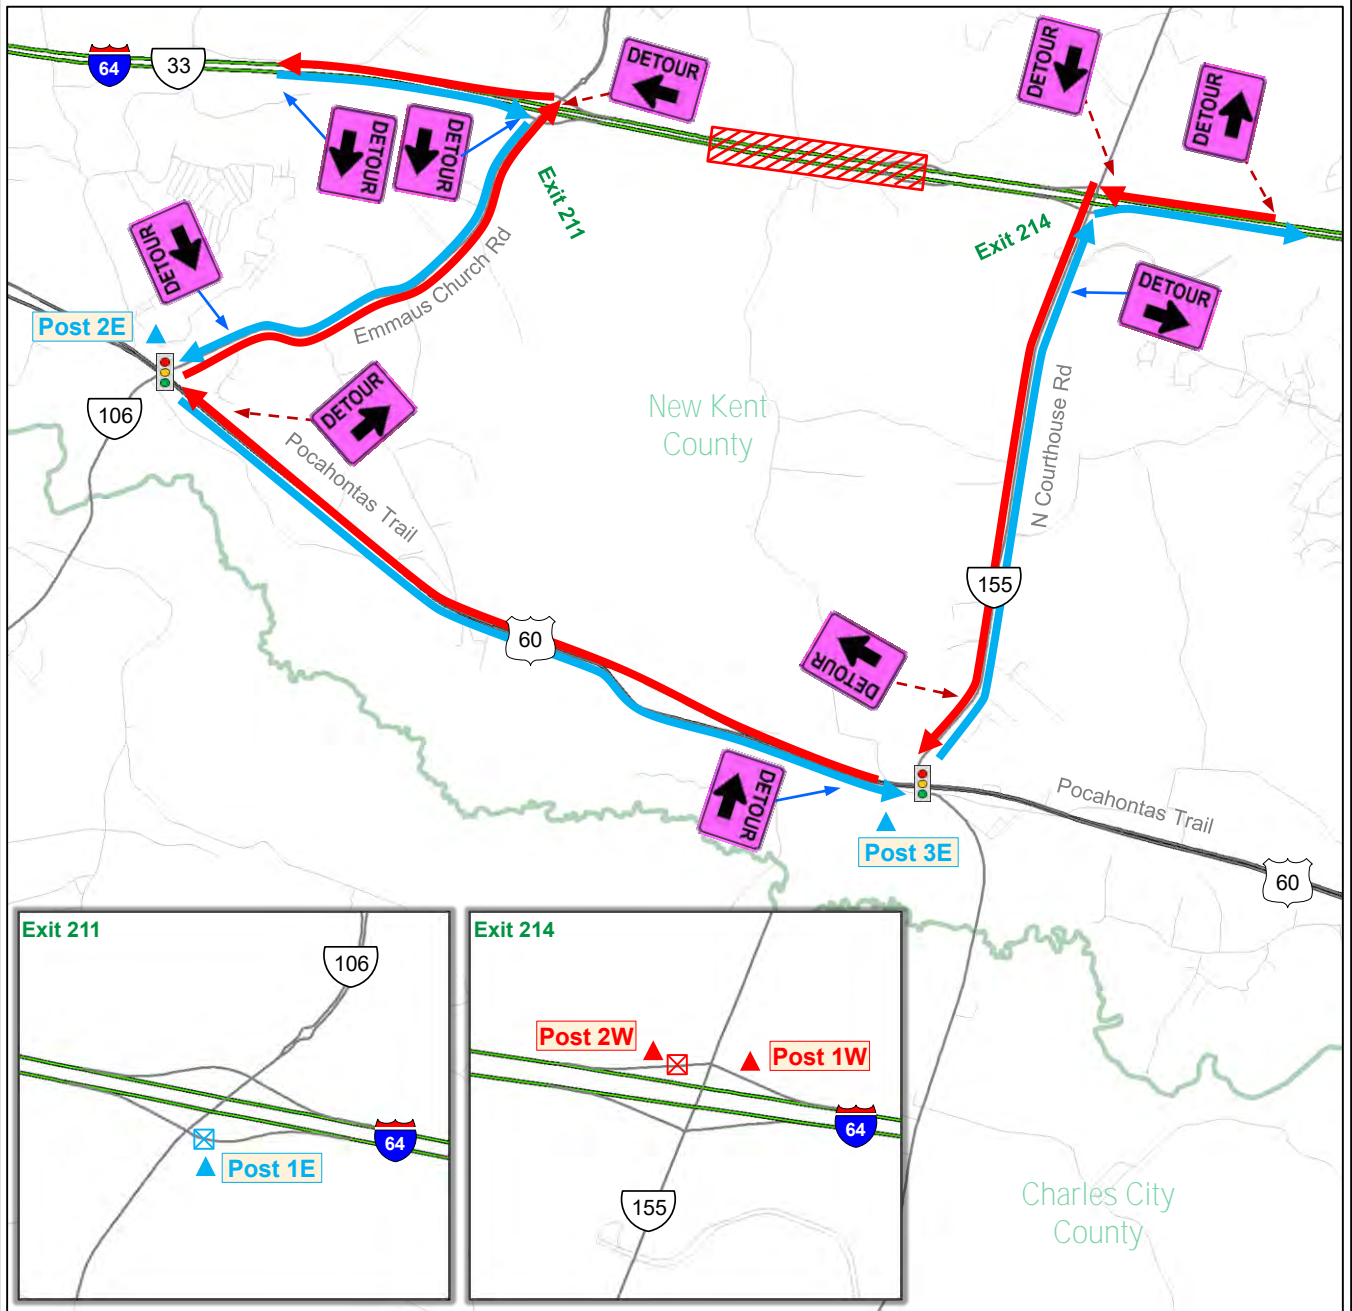 64
33
DETOUR
DETOUR
DETOUR
DETOUR
DETOUR
DETOUR
Exit 211
Exit 214
DETOUR
DETOUR
Emmaus Church Rd
Post 2E
106
DETOUR
Pocahontas Trail
New Kent
County
N Courthouse Rd
155
60
DETOUR
DETOUR
Post 3E
Pocahontas Trail
60
Exit 211
106
64
Post 1E
Exit 214
Post 2W
Post 1W
64
155
Charles City
County